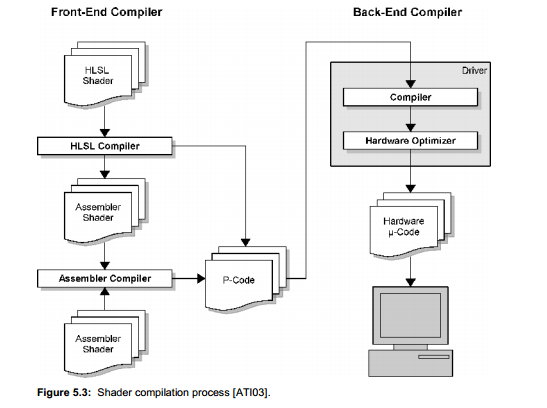 Front-End Compiler
Back-End Compiler
HLSL
Shader
HLSL Compiler
Assembler
Shader
Assembler Compiler
Assembler
Shader
P-Code
Driver
Compiler
Hardware Optimizer
Hardware
µ-Code
Figure 5.3: Shader compilation process [ATI03].